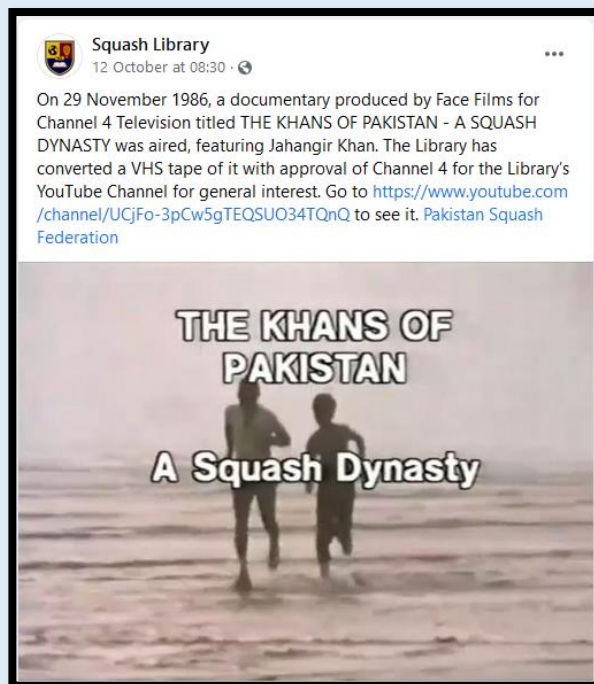 Squash Library
12 October at 08:30 ·
On 29 November 1986, a documentary produced by Face Films for
Channel 4 Television titled THE KHANS OF PAKISTAN - A SQUASH
DYNASTY was aired, featuring Jahangir Khan. The Library has
converted a VHS tape of it with approval of Channel 4 for the Library's
YouTube Channel for general interest. Go to https://www.youtube.com
/channel/UCjFo-3pCw5gTEQSUO34TQnQ to see it. Pakistan Squash
Federation
THE KHANS OF
PAKISTAN
A Squash Dynasty